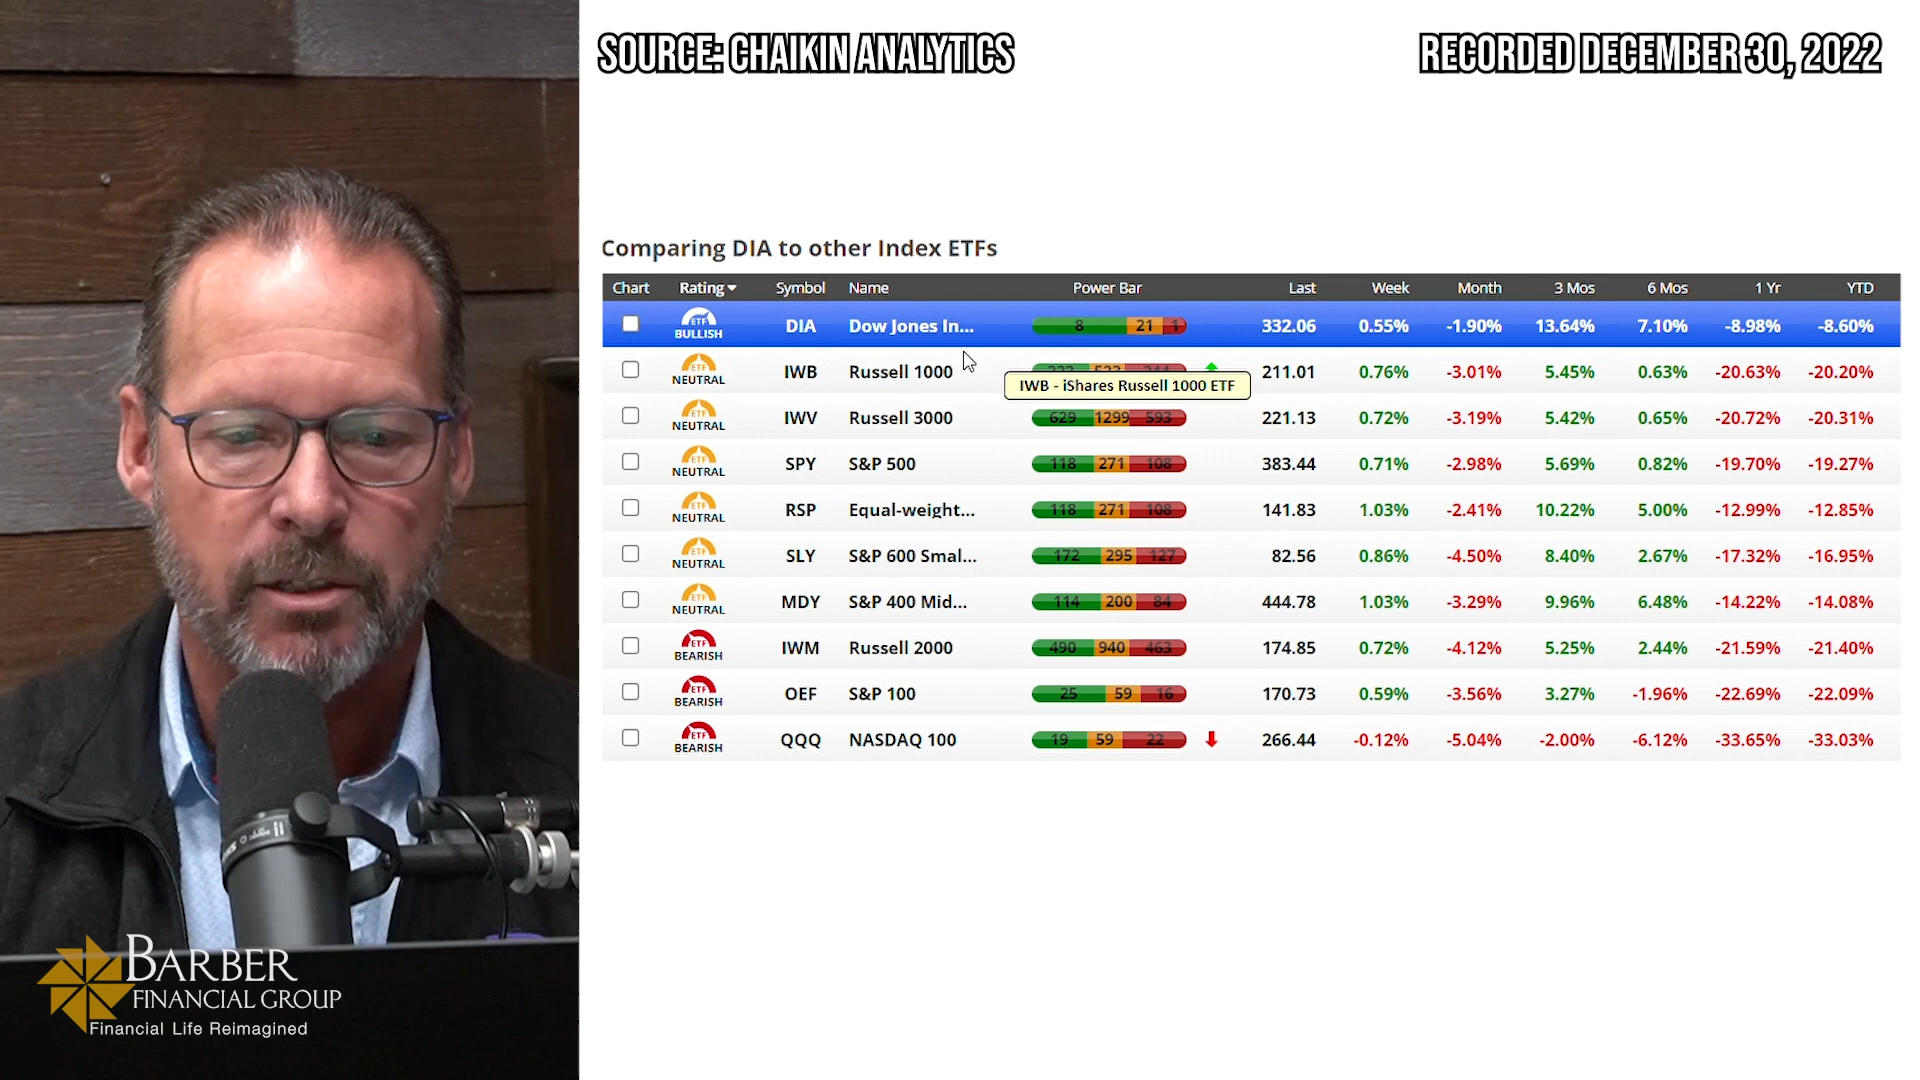 SOURCE: CHAIKIN ANALYTICS
RECORDED DECEMBER 30, 2022
Comparing DIA to other Index ETFs
Chart Rating Symbol Name Power Bar Last Week Month 3 Mos 6 Mos 1 Yr YTD
ETF BULLISH DIA Dow Jones In... 8 21 1 332.06 0.55% -1.90% 13.64% 7.10% -8.98% -8.60%
ETF NEUTRAL IWB Russell 1000 211.01 0.76% -3.01% 5.45% 0.63% -20.63% -20.20%
IWB - iShares Russell 1000 ETF
ETF NEUTRAL IWV Russell 3000 629 1299 593 221.13 0.72% -3.19% 5.42% 0.65% -20.72% -20.31%
ETF NEUTRAL SPY S&P 500 118 271 108 383.44 0.71% -2.98% 5.69% 0.82% -19.70% -19.27%
ETF NEUTRAL RSP Equal-weight... 118 271 108 141.83 1.03% -2.41% 10.22% 5.00% -12.99% -12.85%
ETF NEUTRAL SLY S&P 600 Smal... 172 295 127 82.56 0.86% -4.50% 8.40% 2.67% -17.32% -16.95%
ETF NEUTRAL MDY S&P 400 Mid... 114 200 84 444.78 1.03% -3.29% 9.96% 6.48% -14.22% -14.08%
ETF BEARISH IWM Russell 2000 490 940 463 174.85 0.72% -4.12% 5.25% 2.44% -21.59% -21.40%
ETF BEARISH OEF S&P 100 25 59 16 170.73 0.59% -3.56% 3.27% -1.96% -22.69% -22.09%
ETF BEARISH QQQ NASDAQ 100 19 59 22 266.44 -0.12% -5.04% -2.00% -6.12% -33.65% -33.03%
BARBER
FINANCIAL GROUP
Financial Life Reimagined